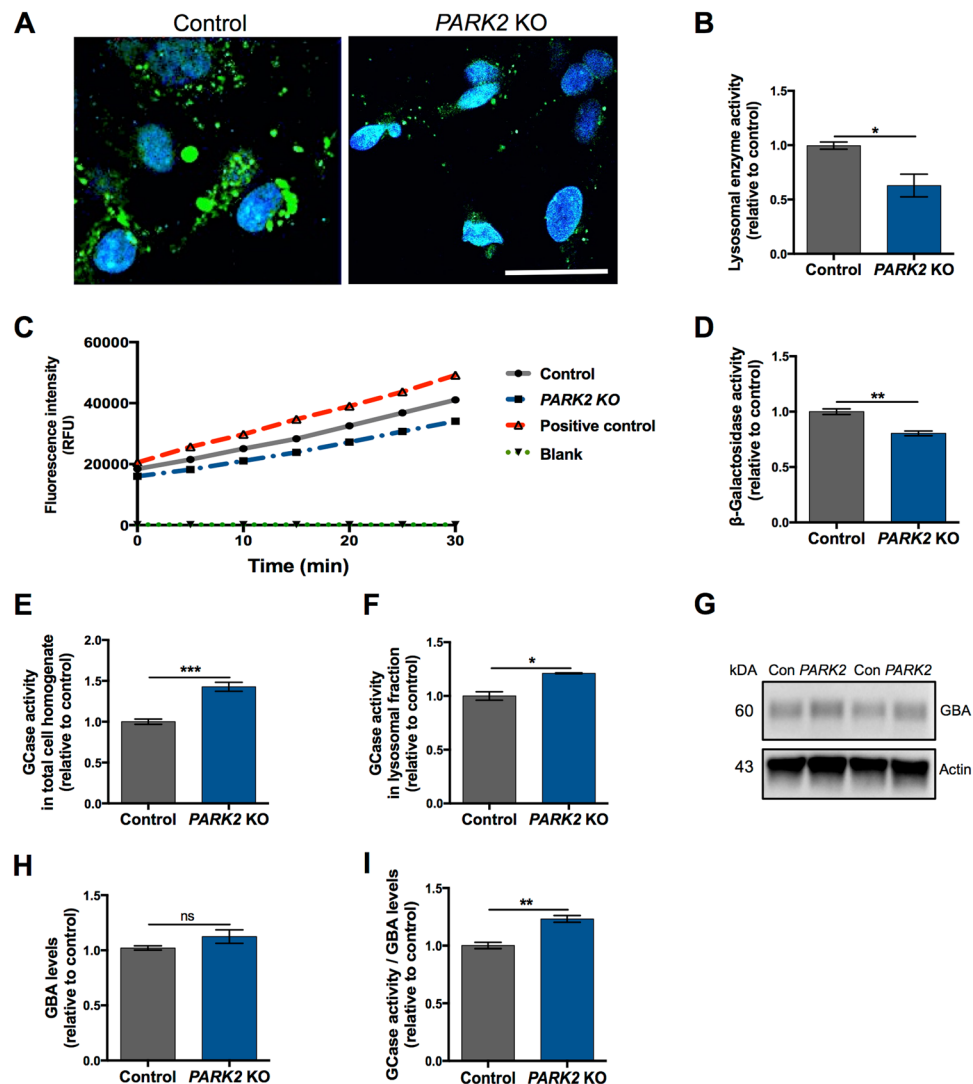 A
Control
PARK2 KO
B
Lysosomal enzyme activity
(relative to control)
1.5
1.0
0.5
0.0
*
Control
PARK2 KO
C
Fluorescence intensity
(RFU)
60000
40000
20000
0
0
10
20
30
Time (min)
Control
PARK2 KO
Positive control
Blank
D
β-Galactosidase activity
(relative to control)
1.5
1.0
0.5
0.0
**
Control
PARK2 KO
E
GCase activity
in total cell homogenate
(relative to control)
2.0
1.5
1.0
0.5
0.0
***
Control
PARK2 KO
F
GCase activity
in lysosomal fraction
(relative to control)
1.5
1.0
0.5
0.0
*
Control
PARK2 KO
G
kDA
Con PARK2 Con PARK2
60
GBA
43
Actin
H
GBA levels
(relative to control)
1.5
1.0
0.5
0.0
ns
Control
PARK2 KO
I
GCase activity / GBA levels
(relative to control)
1.5
1.0
0.5
0.0
**
Control
PARK2 KO